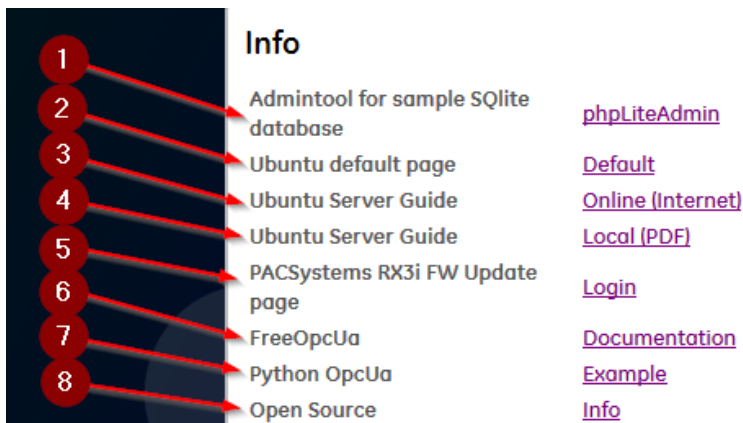 Info
1
Admintool for sample SQlite
database
phpLiteAdmin
2
Ubuntu default page
Default
3
Ubuntu Server Guide
Online (Internet)
4
Ubuntu Server Guide
Local (PDF)
5
PACSystems RX3i FW Update
page
Login
6
FreeOpcUa
Documentation
7
Python OpcUa
Example
8
Open Source
Info